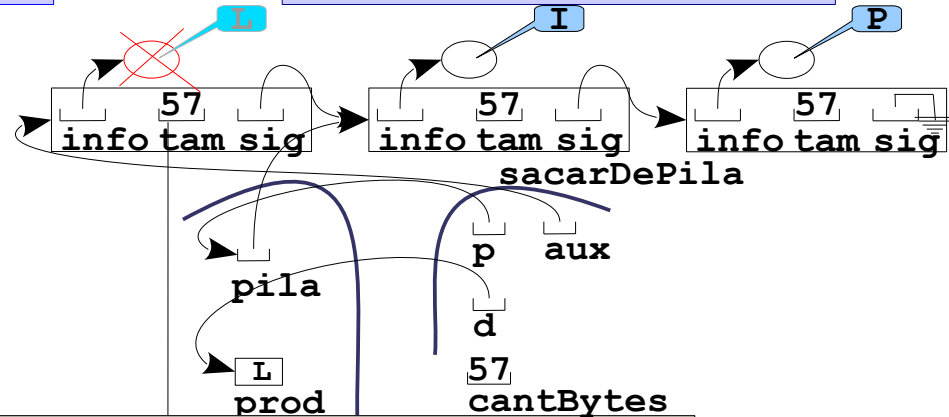 L I P
57 57 57
info tam sig info tam sig info tam sig
sacarDePila
p aux
pila
d
L 57
prod cantBytes